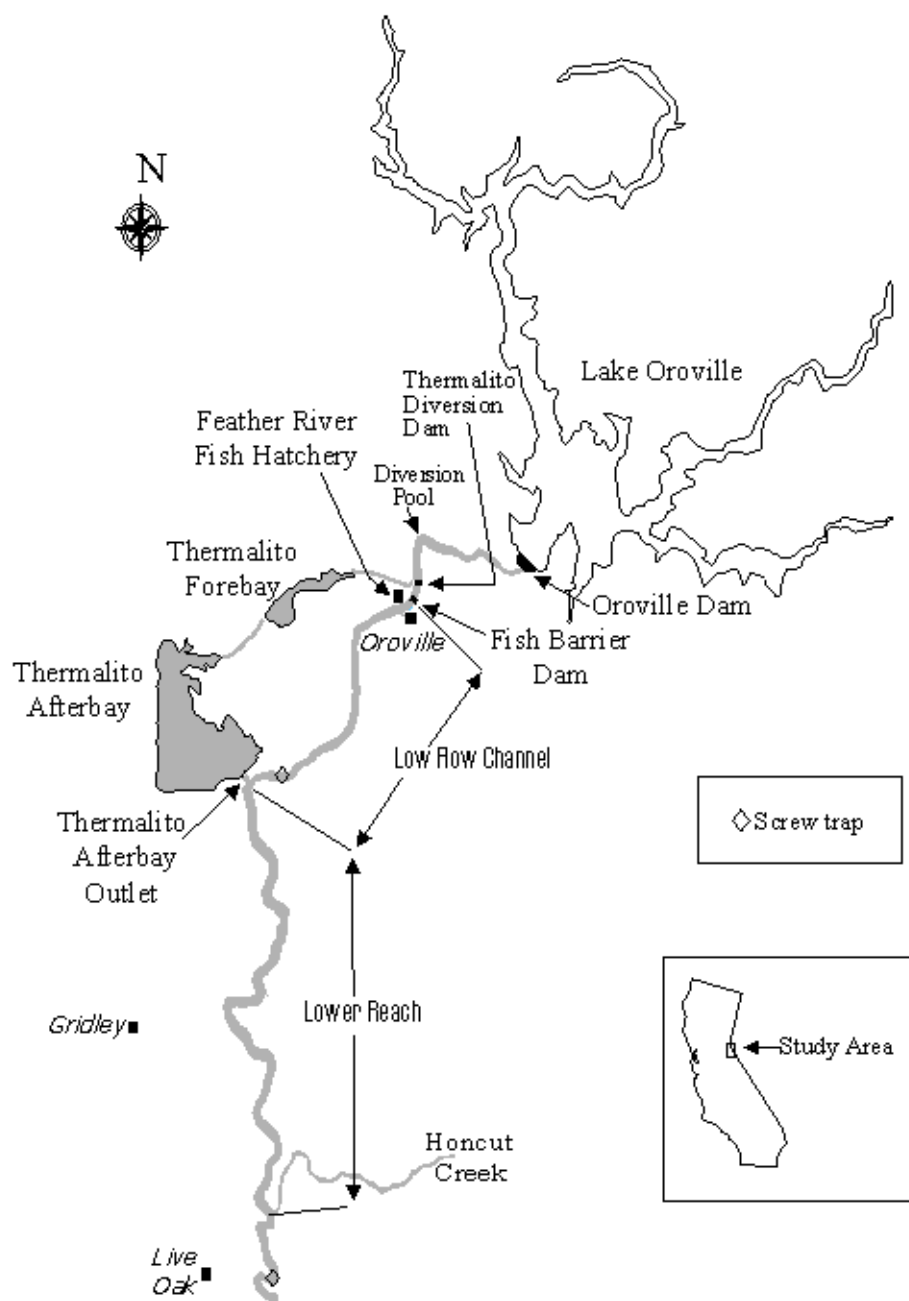 N
Lake Oroville
Thermalito
Diversion
Dam
Feather River
Fish Hatchery
Diversion
Pool
Thermalito
Forebay
Oroville Dam
Oroville
Fish Barrier
Dam
Thermalito
Afterbay
Low Flow Channel
Thermalito
Afterbay
Outlet
Screw trap
Gridley
Lower Reach
Study Area
Honcut
Creek
Live
Oak